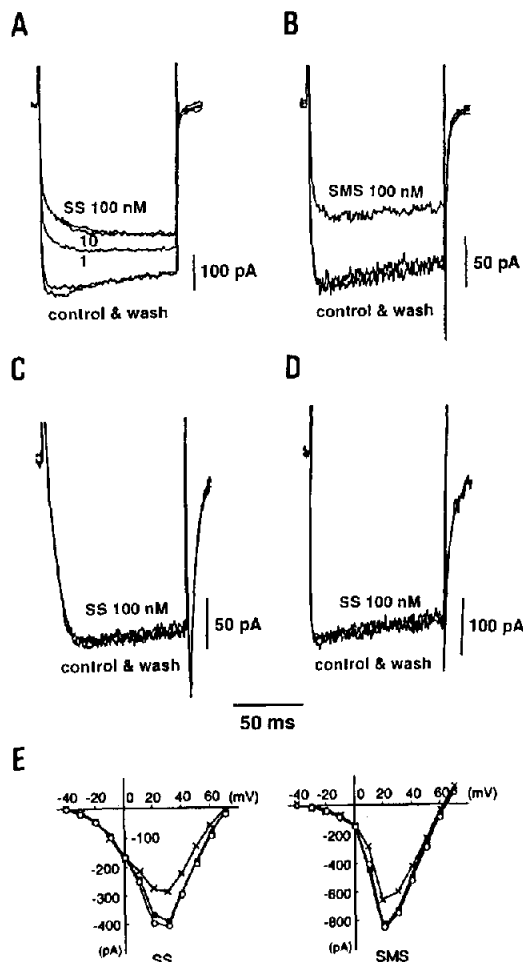 A
B
SS 100 nM
10
1
100 pA
control & wash
SMS 100 nM
50 pA
control & wash
C
D
SS 100 nM
50 pA
control & wash
SS 100 nM
100 pA
control & wash
50 ms
E
-40 -20 0 20 40 60 (mV)
-100
-200
-300
-400
(pA)
SS
-40 -20 0 20 40 60 (mV)
-200
-400
-600
-800
(pA)
SMS